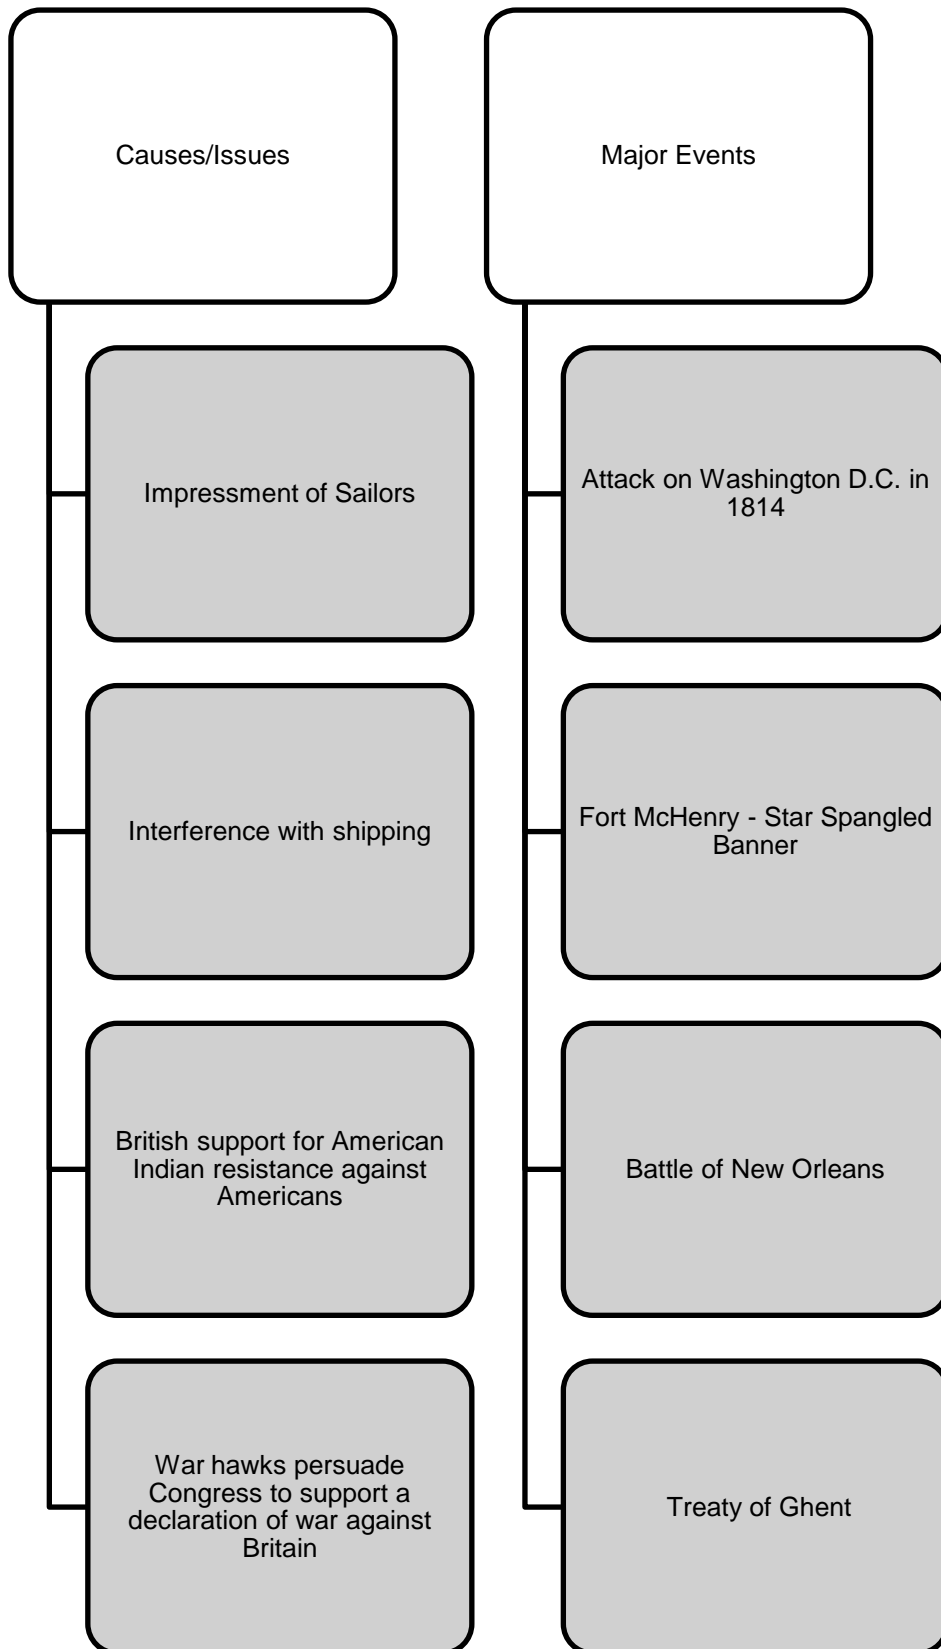 Causes/Issues
Impressment of Sailors
Interference with shipping
British support for American
Indian resistance against
Americans
War hawks persuade
Congress to support a
declaration of war against
Britain
Major Events
Attack on Washington D.C. in
1814
Fort McHenry - Star Spangled
Banner
Battle of New Orleans
Treaty of Ghent